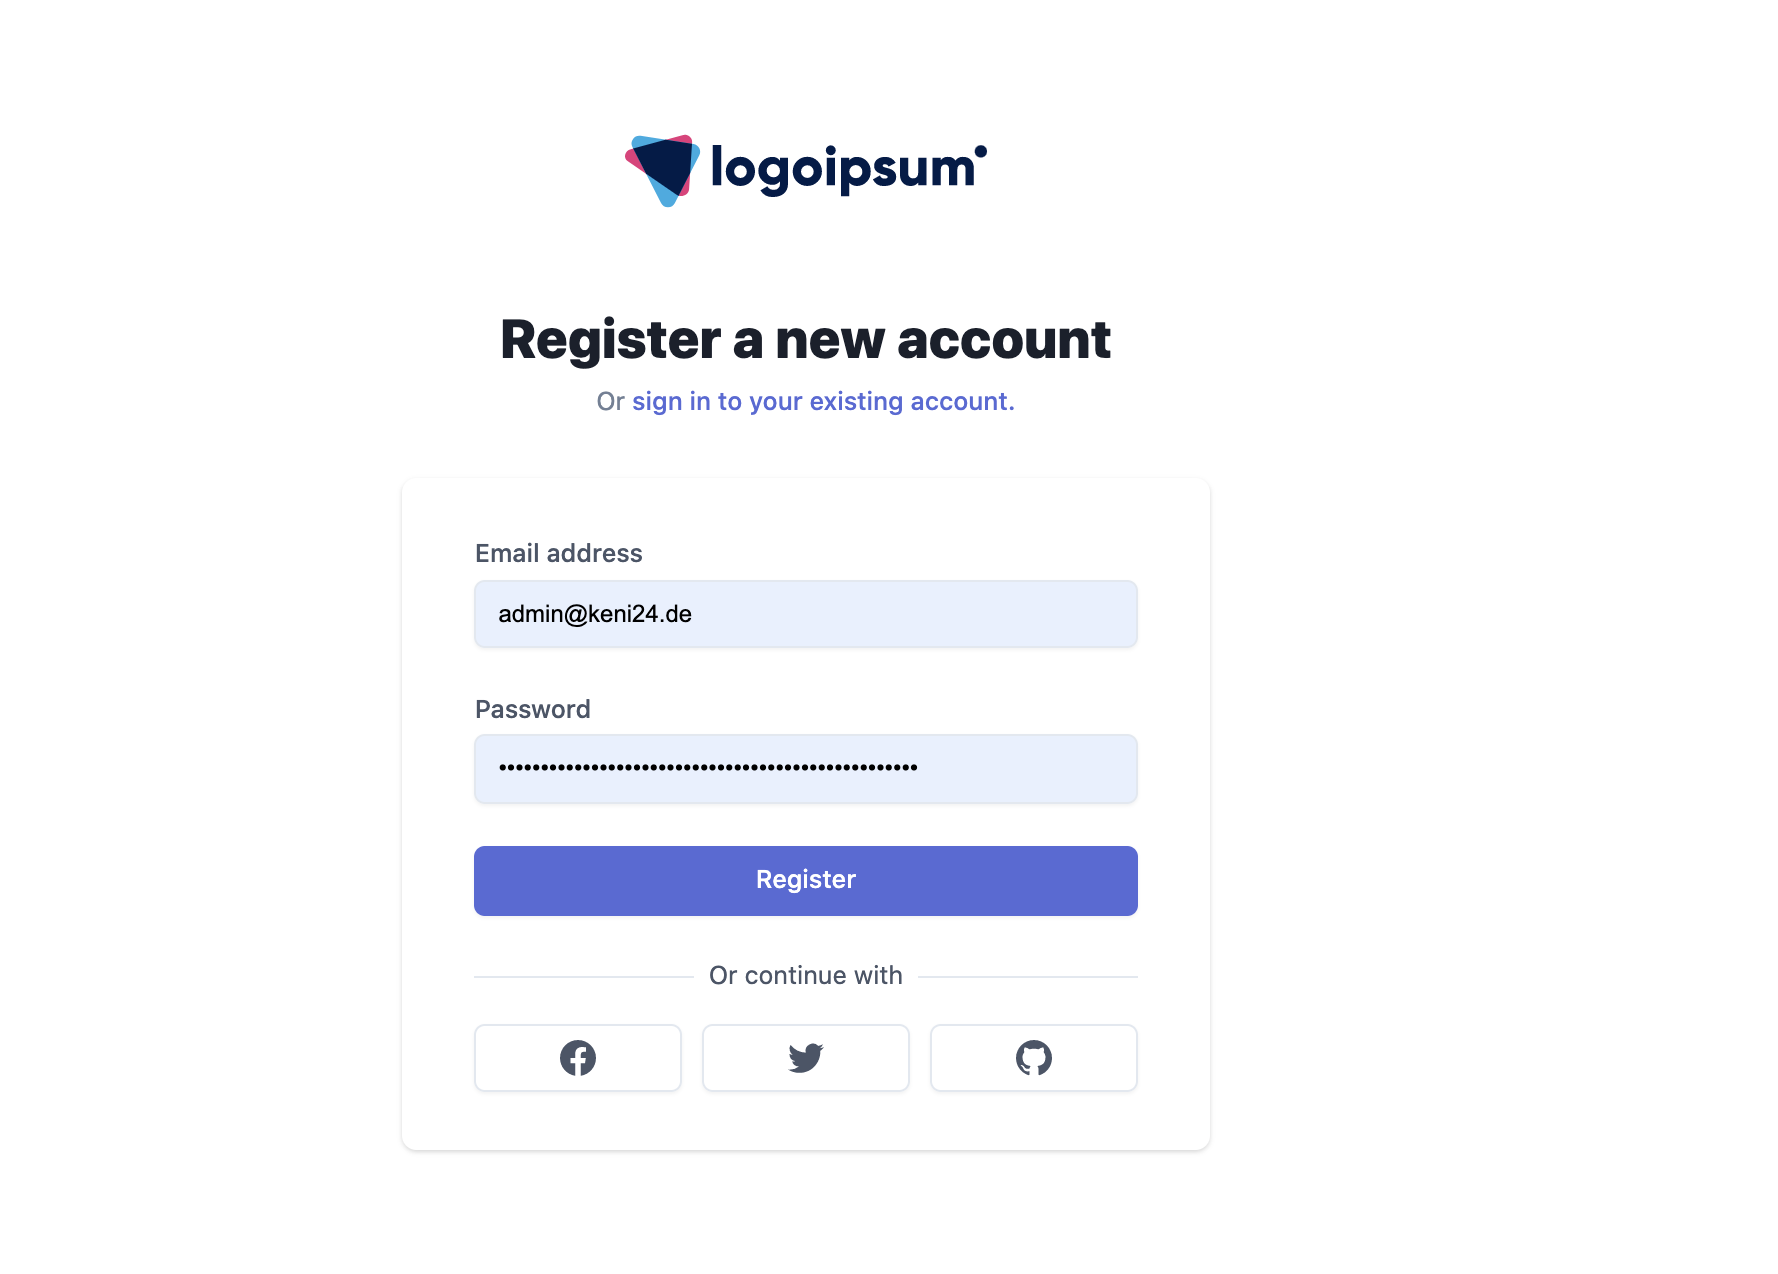 logoipsum
Register a new account
Or sign in to your existing account.
Email address
admin@keni24.de
Password
••••••••••••••••••••••••••••••••••••••••••••••••••
Register
Or continue with